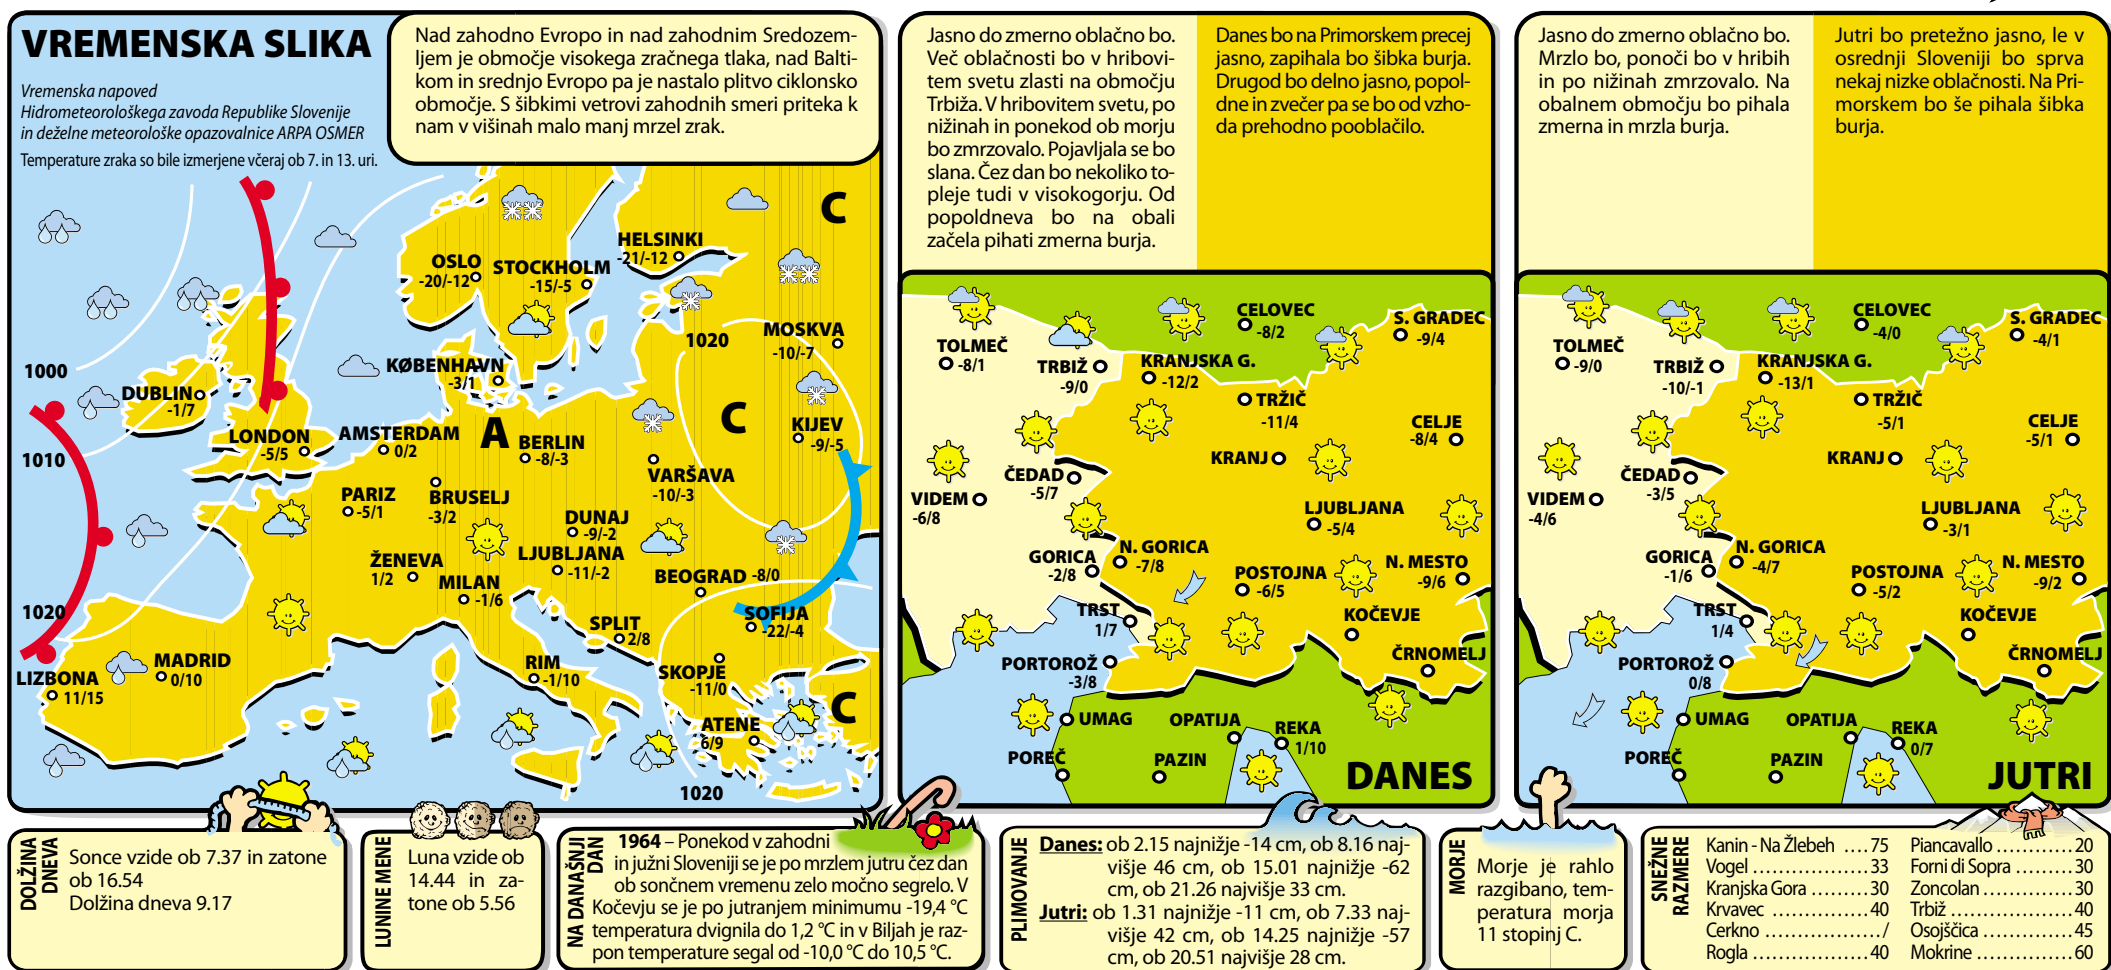 VREMENSKA SLIKA
Vremenska napoved
Hidrometeorološkega zavoda Republike Slovenije
in deželne meteorološke opazovalnice ARPA OSMER
Temperature zraka so bile izmerjene včeraj ob 7. in 13. uri.
Nad zahodno Evropo in nad zahodnim Sredozem-
ljem je območje visokega zračnega tlaka, nad Balti-
kom in srednjo Evropo pa je nastalo plitvo ciklonsko
območje. S šibkimi vetrovi zahodnih smeri priteka k
nam v višinah malo manj mrzel zrak.
C
HELSINKI
-21/-12
OSLO
-20/-12
STOCKHOLM
-15/-5
1020
MOSKVA
-10/-7
1000
KØBENHAVN
-3/1
DUBLIN
-1/7
C
KIJEV
-9/-5
LONDON
-5/5
AMSTERDAM
0/2
A
BERLIN
-8/-3
1010
VARŠAVA
-10/-3
PARIZ
-5/1
BRUSELJ
-3/2
DUNAJ
-9/-2
ŽENEVA
1/2
LJUBLJANA
-11/-2
MILAN
-1/6
BEOGRAD -8/0
1020
SOFIJA
-22/-4
SPLIT
2/8
MADRID
0/10
LIZBONA
11/15
RIM
-1/10
SKOPJE
-11/0
C
ATENE
6/9
1020
Jasno do zmerno oblačno bo.
Več oblačnosti bo v hribovi-
tem svetu zlasti na območju
Trbiža. V hribovitem svetu, po
nižinah in ponekod ob morju
bo zmrzovalo. Pojavljala se bo
slana. Čez dan bo nekoliko to-
pleje tudi v visokogorju. Od
popoldneva bo na obali
začela pihati zmerna burja.
Danes bo na Primorskem precej
jasno, zapihala bo šibka burja.
Drugod bo delno jasno, popol-
dne in zvečer pa se bo od vzho-
da prehodno pooblačilo.
CELOVEC
-8/2
S. GRADEC
-9/4
TOLMEČ
-8/1
TRBIŽ
-9/0
KRANJSKA G.
-12/2
TRŽIČ
-11/4
CELJE
-8/4
KRANJ
ČEDAD
-5/7
VIDEM
-6/8
LJUBLJANA
-5/4
GORICA
-2/8
N. GORICA
-7/8
POSTOJNA
-6/5
N. MESTO
-9/6
TRST
1/7
KOČEVJE
PORTOROŽ
-3/8
ČRNOMELJ
UMAG
OPATIJA
REKA
1/10
POREČ
PAZIN
DANES
Jasno do zmerno oblačno bo.
Mrzlo bo, ponoči bo v hribih
in po nižinah zmrzovalo. Na
obalnem območju bo pihala
zmerna in mrzla burja.
Jutri bo pretežno jasno, le v
osrednji Sloveniji bo sprva
nekaj nizke oblačnosti. Na Pri-
morskem bo še pihala šibka
burja.
CELOVEC
-4/0
S. GRADEC
-4/1
TOLMEČ
-9/0
TRBIŽ
-10/-1
KRANJSKA G.
-13/1
TRŽIČ
-5/1
CELJE
-5/1
KRANJ
ČEDAD
-3/5
VIDEM
-4/6
LJUBLJANA
-3/1
GORICA
-1/6
N. GORICA
-4/7
POSTOJNA
-5/2
N. MESTO
-9/2
TRST
1/4
KOČEVJE
PORTOROŽ
0/8
ČRNOMELJ
UMAG
OPATIJA
REKA
0/7
POREČ
PAZIN
JUTRI
DOLŽINA
DNEVA
Sonce vzide ob 7.37 in zatone
ob 16.54
Dolžina dneva 9.17
LUNINE MENE
Luna vzide ob
14.44 in za-
tone ob 5.56
NA DANAŠNJI
DAN
1964 – Ponekod v zahodni
in južni Sloveniji se je po mrzlem jutru čez dan
ob sončnem vremenu zelo močno segrelo. V
Kočevju se je po jutranjem minimumu -19,4 °C
temperatura dvignila do 1,2 °C in v Biljah je raz-
pon temperature segal od -10,0 °C do 10,5 °C.
PLIMOVANJE
Danes: ob 2.15 najnižje -14 cm, ob 8.16 naj-
višje 46 cm, ob 15.01 najnižje -62
cm, ob 21.26 najvišje 33 cm.
Jutri: ob 1.31 najnižje -11 cm, ob 7.33 naj-
višje 42 cm, ob 14.25 najnižje -57
cm, ob 20.51 najvišje 28 cm.
MORJE
Morje je rahlo
razgibano, tem-
peratura morja
11 stopinj C.
SNEŽNE
RAZMERE
Kanin - Na Žlebeh ....75
Vogel ....................33
Kranjska Gora ..........30
Krvavec .................40
Cerkno .................../
Rogla ....................40
Piancavallo .............20
Forni di Sopra ..........30
Zoncolan ................30
Trbiž .....................40
Osojščica ...............45
Mokrine .................60